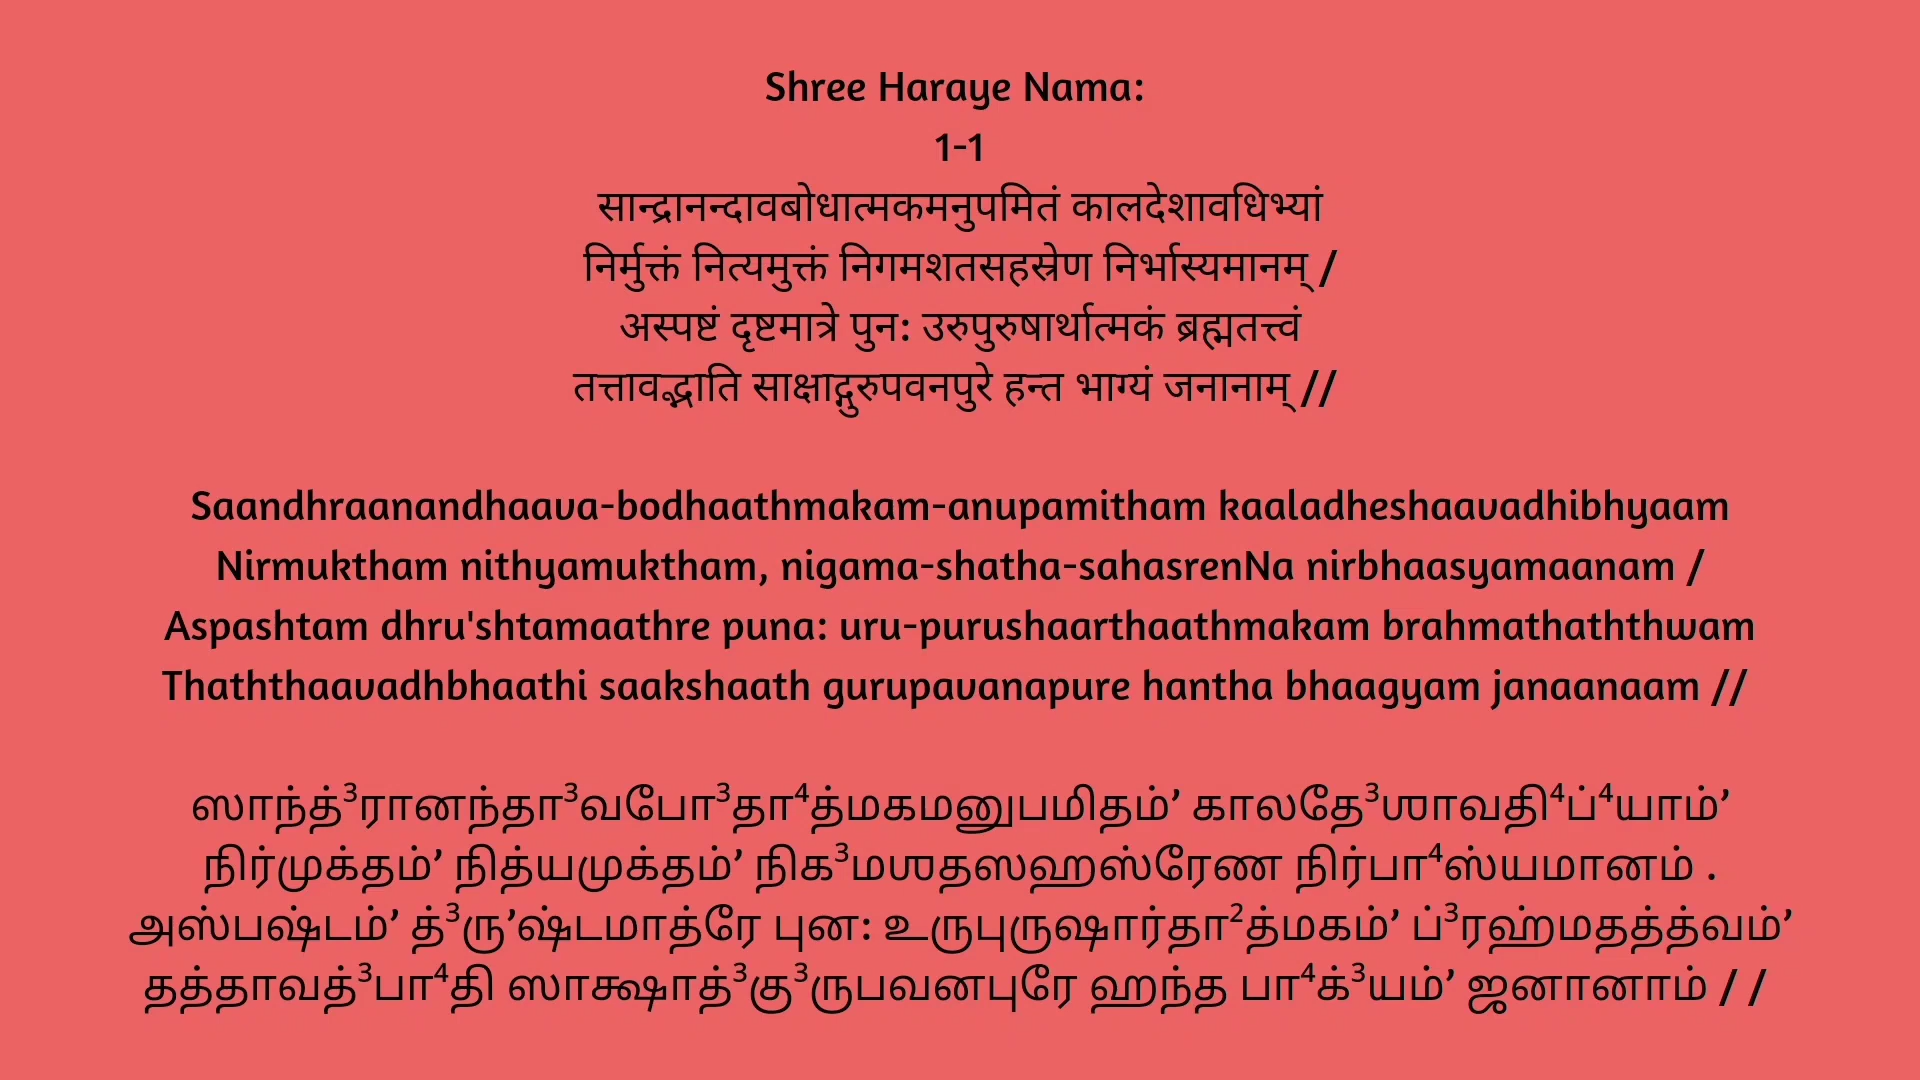 Shree Haraye Nama:
1-1
सान्द्रानन्दावबोधात्मकमनुपमितं कालदेशावधिभ्यां
निर्मुक्तं नित्यमुक्तं निगमशतसहस्रेण निर्भास्यमानम् /
अस्पष्टं दृष्टमात्रे पुन: उरुपुरुषार्थात्मकं ब्रह्मतत्त्वं
तत्तावद्भाति साक्षाद्गुरुपवनपुरे हन्त भाग्यं जनानाम् //
Saandhraanandhaava-bodhaathmakam-anupamitham kaaladheshaavadhibhyaam
Nirmuktham nithyamuktham, nigama-shatha-sahasrenNa nirbhaasyamaanam /
Aspashtam dhru'shtamaathre puna: uru-purushaarthaathmakam brahmathaththwam
Thaththaavadhbhaathi saakshaath gurupavanapure hantha bhaagyam janaanaam //
ஸாந்த்³ரானந்தா³வபோ³தா⁴த்மகமனுபமிதம்ʼ காலதே³ஶாவதி⁴ப்⁴யாம்ʼ
நிர்முக்தம்ʼ நித்யமுக்தம்ʼ நிக³மஶதஸஹஸ்ரேண நிர்பா⁴ஸ்யமானம் .
அஸ்பஷ்டம்ʼ த்³ருʼஷ்டமாத்ரே புன: உருபுருஷார்தா²த்மகம்ʼ ப்³ரஹ்மதத்த்வம்ʼ
தத்தாவத்³பா⁴தி ஸாக்ஷாத்³கு³ருபவனபுரே ஹந்த பா⁴க்³யம்ʼ ஜனானாம் / /